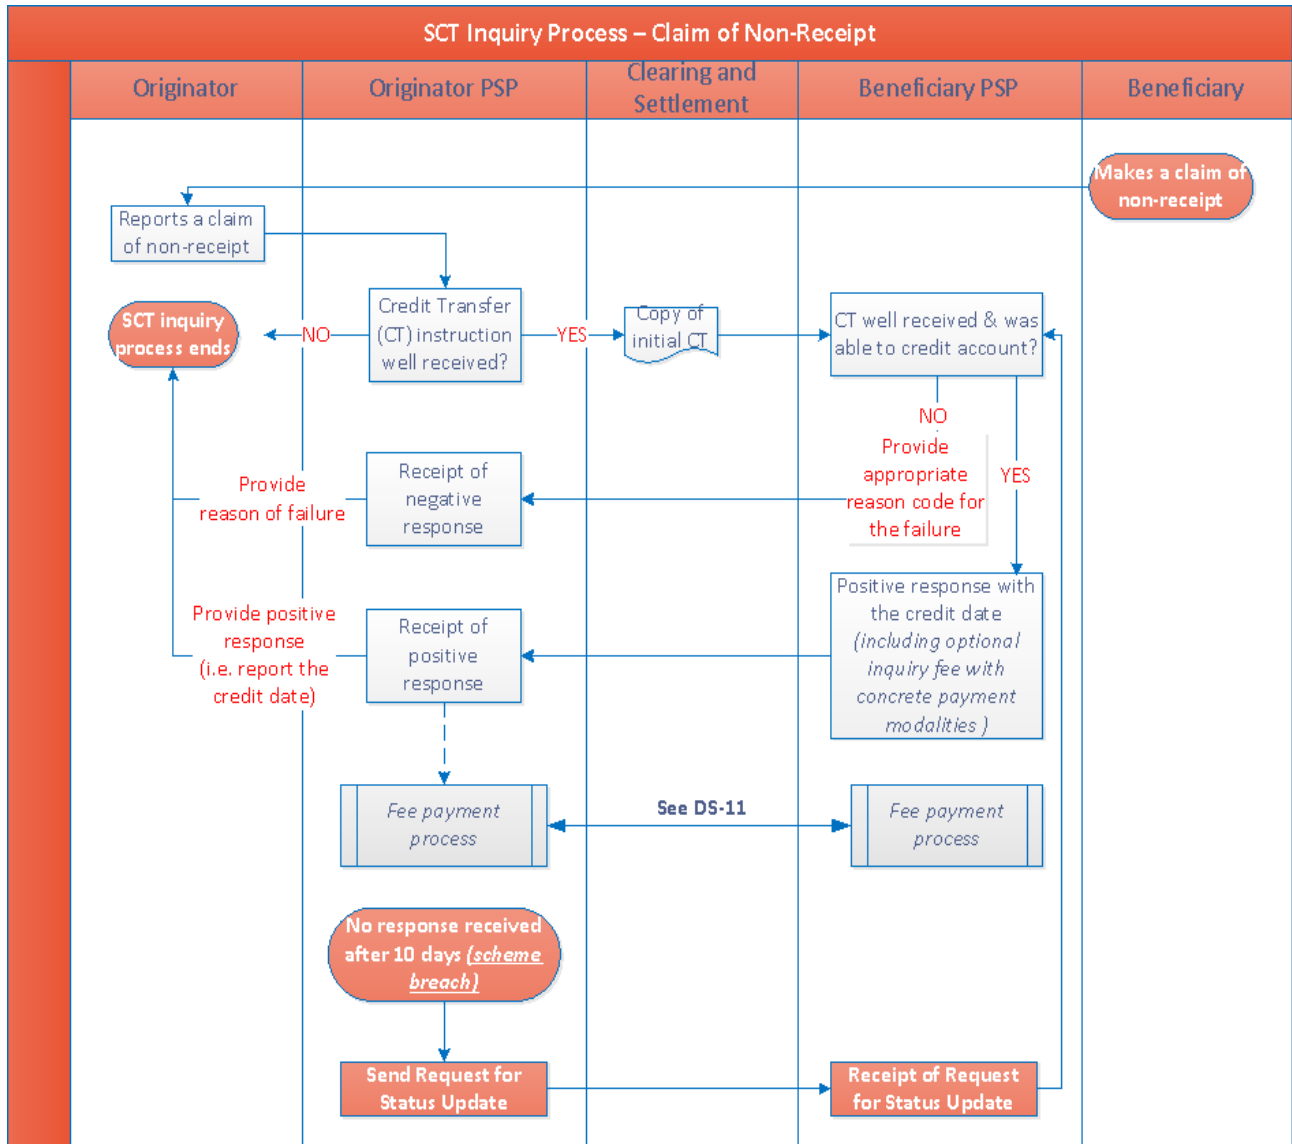 SCT Inquiry Process – Claim of Non-Receipt
Originator
Originator PSP
Clearing and
Settlement
Beneficiary PSP
Beneficiary
Makes a claim of
non-receipt
Reports a claim
of non-receipt
SCT inquiry
process ends
NO
Credit Transfer
(CT) instruction
well received?
YES
Copy of
initial CT
CT well received & was
able to credit account?
NO
Provide
appropriate
reason code for
the failure
YES
Provide
reason of failure
Receipt of
negative
response
Provide positive
response
(i.e. report the
credit date)
Receipt of
positive
response
Positive response with
the credit date
(including optional
inquiry fee with
concrete payment
modalities )
Fee payment
process
See DS-11
Fee payment
process
No response received
after 10 days (scheme
breach)
Send Request for
Status Update
Receipt of Request
for Status Update